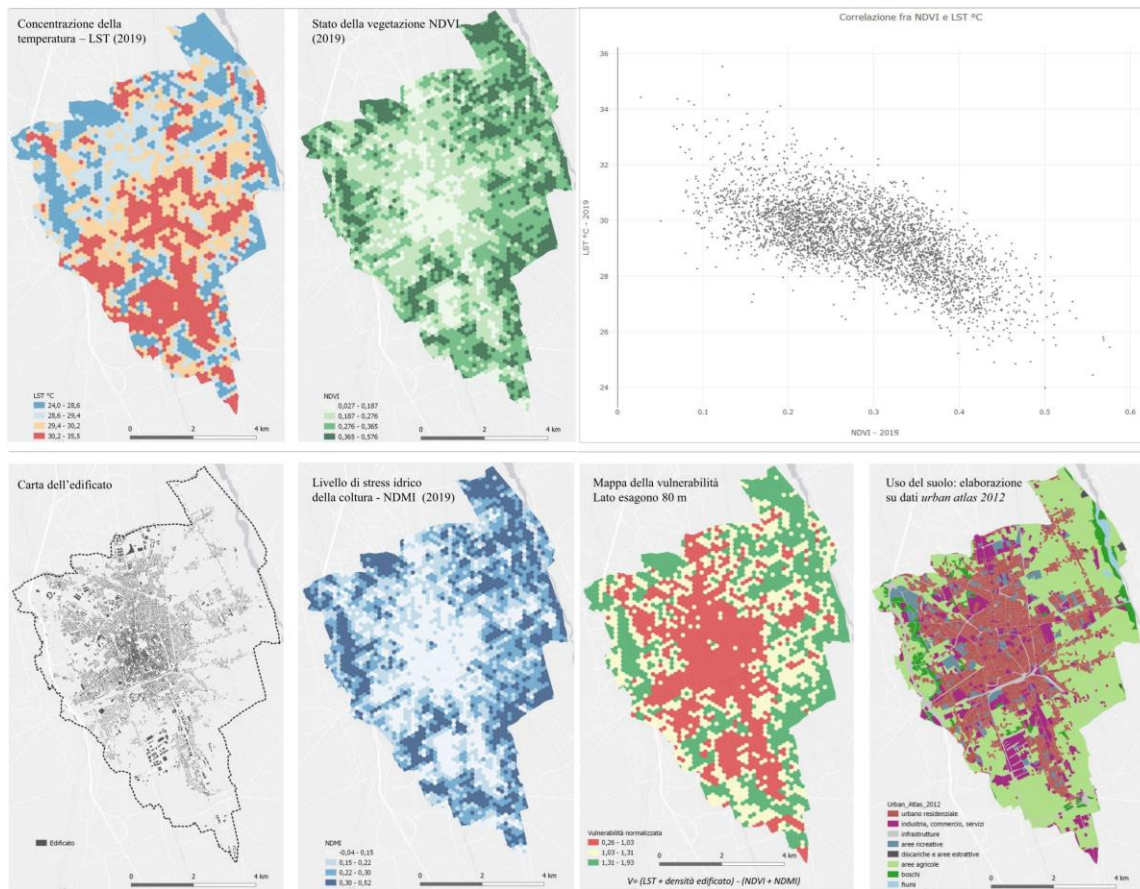 Concentrazione della
temperatura – LST (2019)
LST °C
24,0 - 28,6
28,6 - 29,4
29,4 - 30,2
30,2 - 35,5
0 2 4 km
Stato della vegetazione NDVI
(2019)
NDVI
0,027 - 0,187
0,187 - 0,276
0,276 - 0,365
0,365 - 0,576
0 2 4 km
Correlazione fra NDVI e LST °C
36
34
32
30
28
26
24
LST °C - 2019
0 0.1 0.2 0.3 0.4 0.5 0.6
NDVI - 2019
Carta dell’edificato
Edificato
0 2 4 km
Livello di stress idrico
della coltura - NDMI (2019)
NDMI
-0,04 - 0,15
0,15 - 0,22
0,22 - 0,30
0,30 - 0,52
0 2 4 km
Mappa della vulnerabilità
Lato esagono 80 m
Vulnerabilità normalizzata
0,26 - 1,03
1,03 - 1,31
1,31 - 1,93
0 2 4 km
V= (LST + densità edificato) - (NDVI + NDMI)
Uso del suolo: elaborazione
su dati urban atlas 2012
Urban_Atlas_2012
urbano residenziale
industria, commercio, servizi
infrastrutture
aree ricreative
discariche e aree estrattive
aree agricole
boschi
fiumi
0 2 4 km